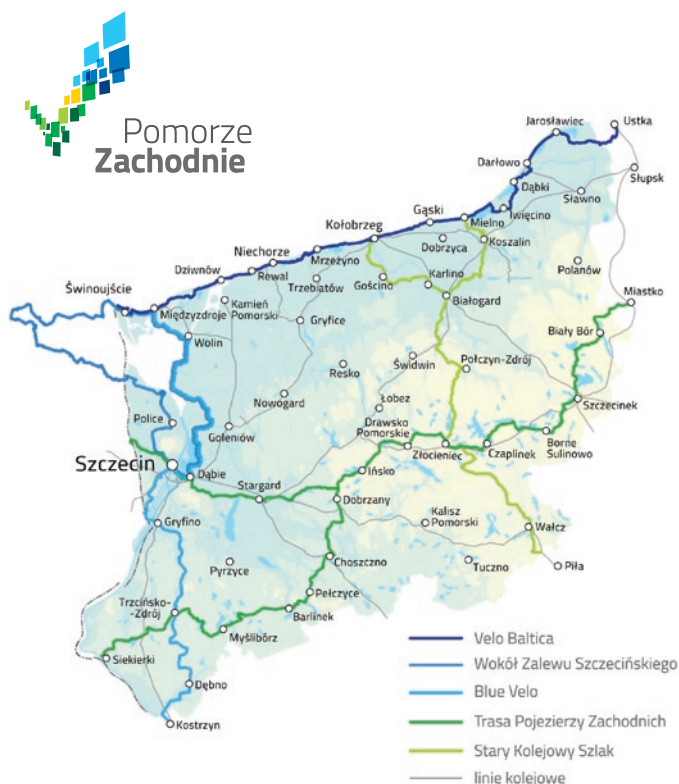 Pomorze
Zachodnie
Jarosławiec
Ustka
Darłowo
Słupsk
Dąbki
Sławno
Gąski
Iwięcino
Mielno
Kołobrzeg
Dobrzyca
Koszalin
Niechorze
Mrzeżyno
Polanów
Dziwnów
Rewal
Trzebiatów
Gościno
Karlino
Świnoujście
Białogard
Miastko
Międzyzdroje
Kamień
Pomorski
Gryfice
Biały Bór
Wolin
Resko
Świdwin
Połczyn-Zdrój
Nowogard
Łobez
Szczecinek
Police
Goleniów
Drawsko
Pomorskie
Złocieniec
Czaplinek
Borne
Sulinowo
Szczecin
Dąbie
Stargard
Ińsko
Dobrzany
Kalisz
Pomorski
Wałcz
Gryfino
Choszczno
Tuczno
Piła
Pyrzyce
Pełczyce
Trzcińsko-
-Zdrój
Barlinek
Myślibórz
Siekierki
Dębno
Kostrzyn
Velo Baltica
Wokół Zalewu Szczecińskiego
Blue Velo
Trasa Pojezierzy Zachodnich
Stary Kolejowy Szlak
linie kolejowe